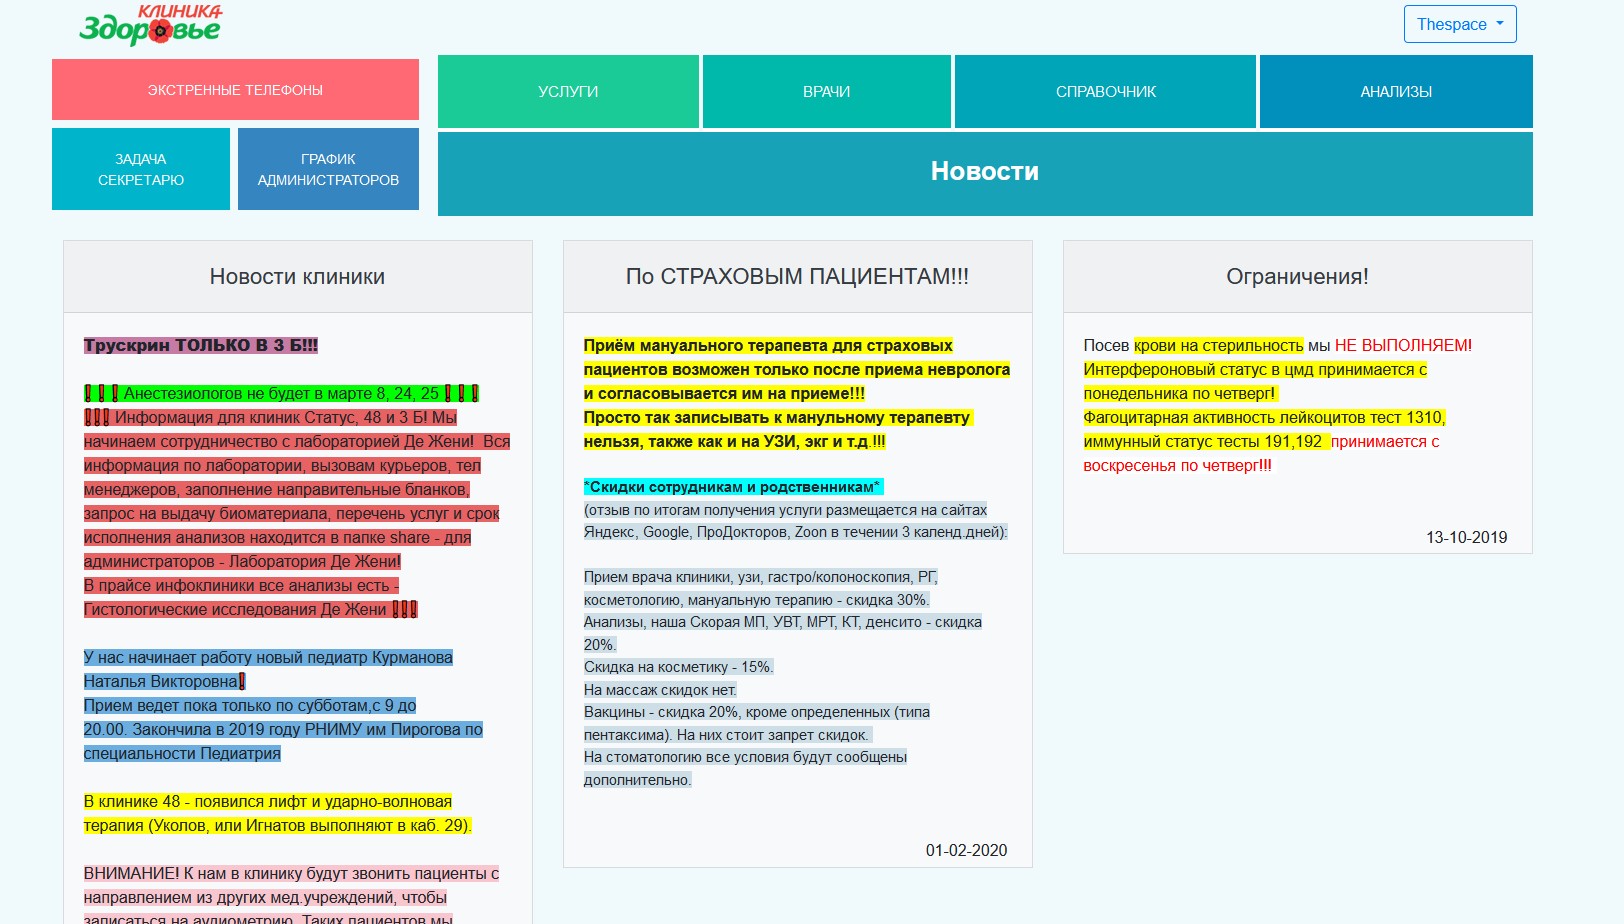 КЛИНИКА
Здоровье
Thespace
ЭКСТРЕННЫЕ ТЕЛЕФОНЫ
УСЛУГИ
ВРАЧИ
СПРАВОЧНИК
АНАЛИЗЫ
ЗАДАЧА
СЕКРЕТАРЮ
ГРАФИК
АДМИНИСТРАТОРОВ
Новости
Новости клиники
Трускрин ТОЛЬКО В 3 Б!!!
❗❗❗Анестезиологов не будет в марте 8, 24, 25 ❗❗❗
❗❗❗ Информация для клиник Статус, 48 и 3 Б! Мы
начинаем сотрудничество с лабораторией Де Жени!  Вся
информация по лаборатории, вызовам курьеров, тел
менеджеров, заполнение направительные бланков,
запрос на выдачу биоматериала, перечень услуг и срок
исполнения анализов находится в папке share - для
администраторов - Лаборатория Де Жени!
В прайсе инфоклиники все анализы есть -
Гистологические исследования Де Жени ❗❗❗
У нас начинает работу новый педиатр Курманова
Наталья Викторовна❗
Прием ведет пока только по субботам,с 9 до
20.00. Закончила в 2019 году РНИМУ им Пирогова по
специальности Педиатрия
В клинике 48 - появился лифт и ударно-волновая
терапия (Уколов, или Игнатов выполняют в каб. 29).
ВНИМАНИЕ! К нам в клинику будут звонить пациенты с
направлением из других мед.учреждений, чтобы
записаться на аудиометрию. Таких пациентов мы
По СТРАХОВЫМ ПАЦИЕНТАМ!!!
Приём мануального терапевта для страховых
пациентов возможен только после приема невролога
и согласовывается им на приеме!!!
Просто так записывать к манульному терапевту
нельзя, также как и на УЗИ, экг и т.д.!!!
*Скидки сотрудникам и родственникам*
(отзыв по итогам получения услуги размещается на сайтах
Яндекс, Google, ПроДокторов, Zoon в течении 3 календ.дней):
Прием врача клиники, узи, гастро/колоноскопия, РГ,
косметологию, мануальную терапию - скидка 30%.
Анализы, наша Скорая МП, УВТ, МРТ, КТ, денсито - скидка
20%.
Скидка на косметику - 15%.
На массаж скидок нет.
Вакцины - скидка 20%, кроме определенных (типа
пентаксима). На них стоит запрет скидок.
На стоматологию все условия будут сообщены
дополнительно.
01-02-2020
Ограничения!
Посев крови на стерильность мы НЕ ВЫПОЛНЯЕМ!
Интерфероновый статус в цмд принимается с
понедельника по четверг!
Фагоцитарная активность лейкоцитов тест 1310,
иммунный статус тесты 191,192  принимается с
воскресенья по четверг!!!
13-10-2019